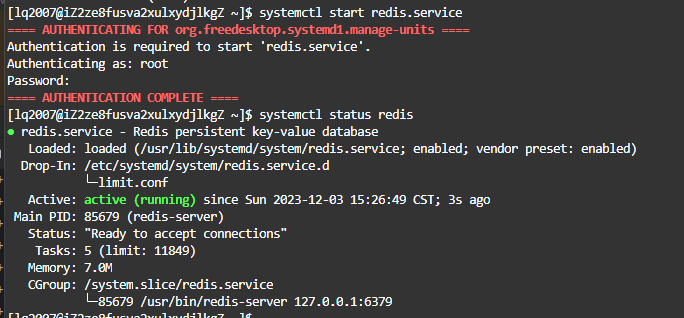 [lq2007@iZ2ze8fusva2xulxydjlkgZ ~]$ systemctl start redis.service
==== AUTHENTICATING FOR org.freedesktop.systemd1.manage-units ====
Authentication is required to start 'redis.service'.
Authenticating as: root
Password:
==== AUTHENTICATION COMPLETE ====
[lq2007@iZ2ze8fusva2xulxydjlkgZ ~]$ systemctl status redis
● redis.service - Redis persistent key-value database
Loaded: loaded (/usr/lib/systemd/system/redis.service; enabled; vendor preset: enabled)
Drop-In: /etc/systemd/system/redis.service.d
└─limit.conf
Active: active (running) since Sun 2023-12-03 15:26:49 CST; 3s ago
Main PID: 85679 (redis-server)
Status: "Ready to accept connections"
Tasks: 5 (limit: 11849)
Memory: 7.0M
CGroup: /system.slice/redis.service
└─85679 /usr/bin/redis-server 127.0.0.1:6379
[lq2007@iZ2ze8fusva2xulxydjlkgZ ~]$